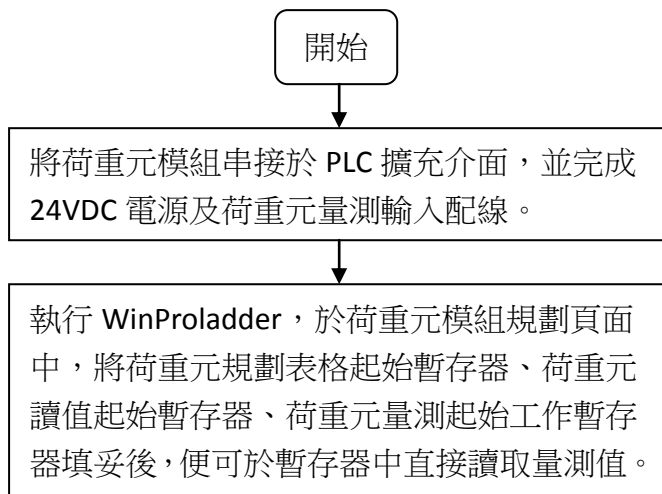 開始
將荷重元模組串接於 PLC 擴充介面，並完成
24VDC 電源及荷重元量測輸入配線。
執行 WinProladder，於荷重元模組規劃頁面
中，將荷重元規劃表格起始暫存器、荷重元
讀值起始暫存器、荷重元量測起始工作暫存
器填妥後，便可於暫存器中直接讀取量測值。